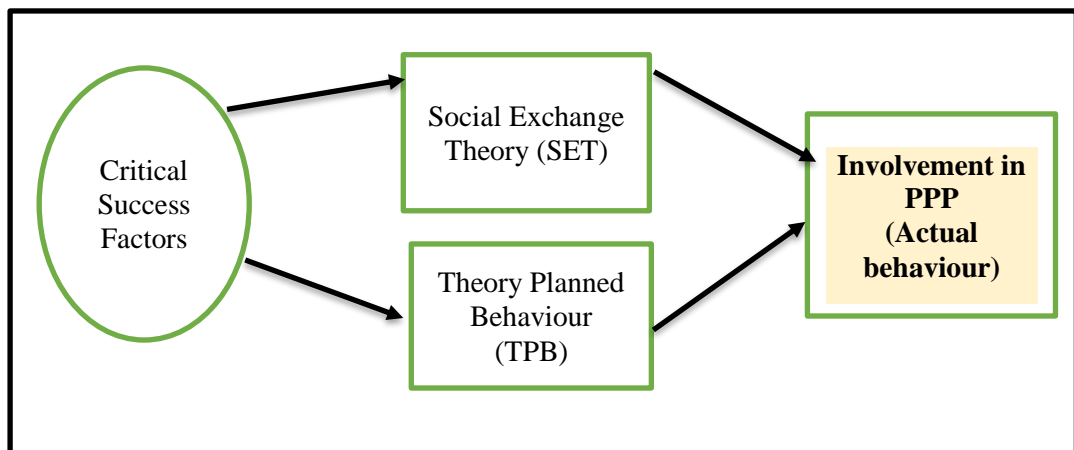 Critical
Success
Factors
Social Exchange
Theory (SET)
Theory Planned
Behaviour
(TPB)
Involvement in
PPP
(Actual
behaviour)